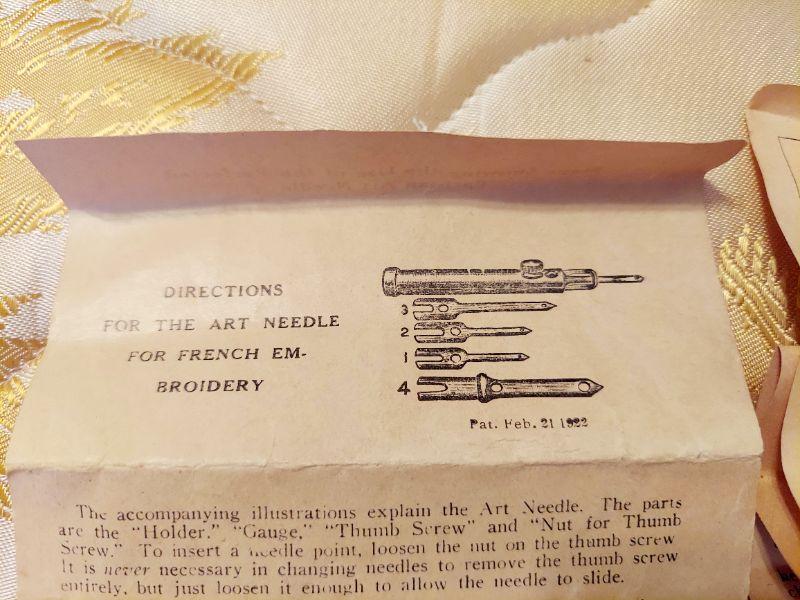 DIRECTIONS
FOR THE ART NEEDLE
FOR FRENCH EM-
BROIDERY
3
2
1
4
Pat. Feb. 21 1922
The accompanying illustrations explain the Art Needle. The parts
are the "Holder," "Gauge," "Thumb Screw" and "Nut for Thumb
Screw." To insert a needle point, loosen the nut on the thumb screw
It is never necessary in changing needles to remove the thumb screw
entirely, but just loosen it enough to allow the needle to slide.